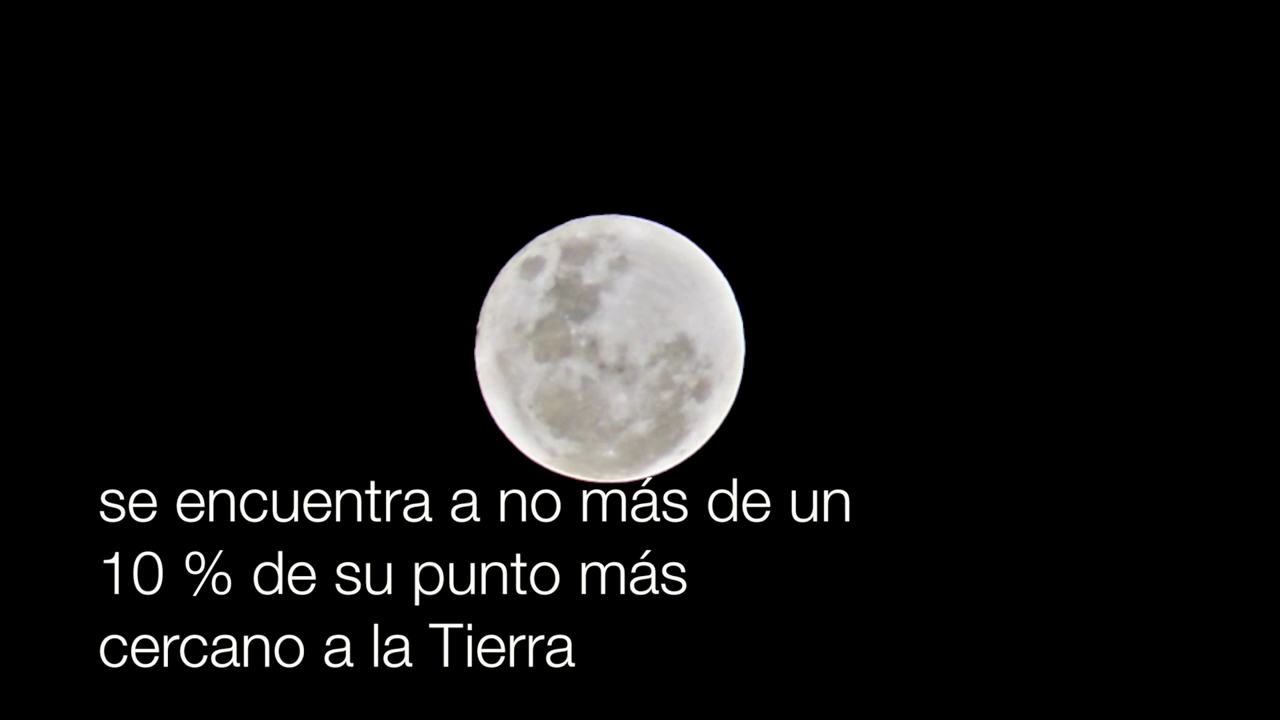 se encuentra a no más de un
10 % de su punto más
cercano a la Tierra